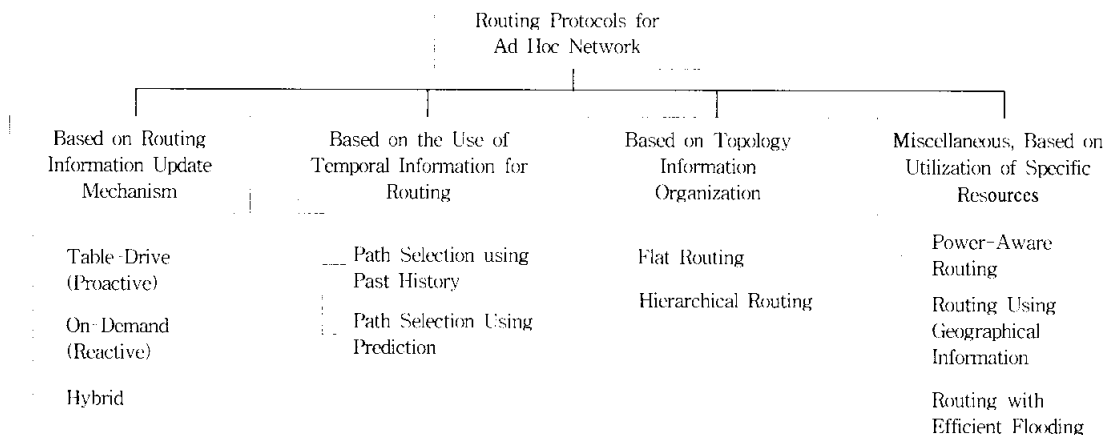 Routing Protocols for
Ad Hoc Network
Based on Routing
Information Update
Mechanism
Table-Drive
(Proactive)
On-Demand
(Reactive)
Hybrid
Based on the Use of
Temporal Information for
Routing
Path Selection using
Past History
Path Selection Using
Prediction
Based on Topology
Information
Organization
Flat Routing
Hierarchical Routing
Miscellaneous, Based on
Utilization of Specific
Resources
Power-Aware
Routing
Routing Using
Geographical
Information
Routing with
Efficient Flooding